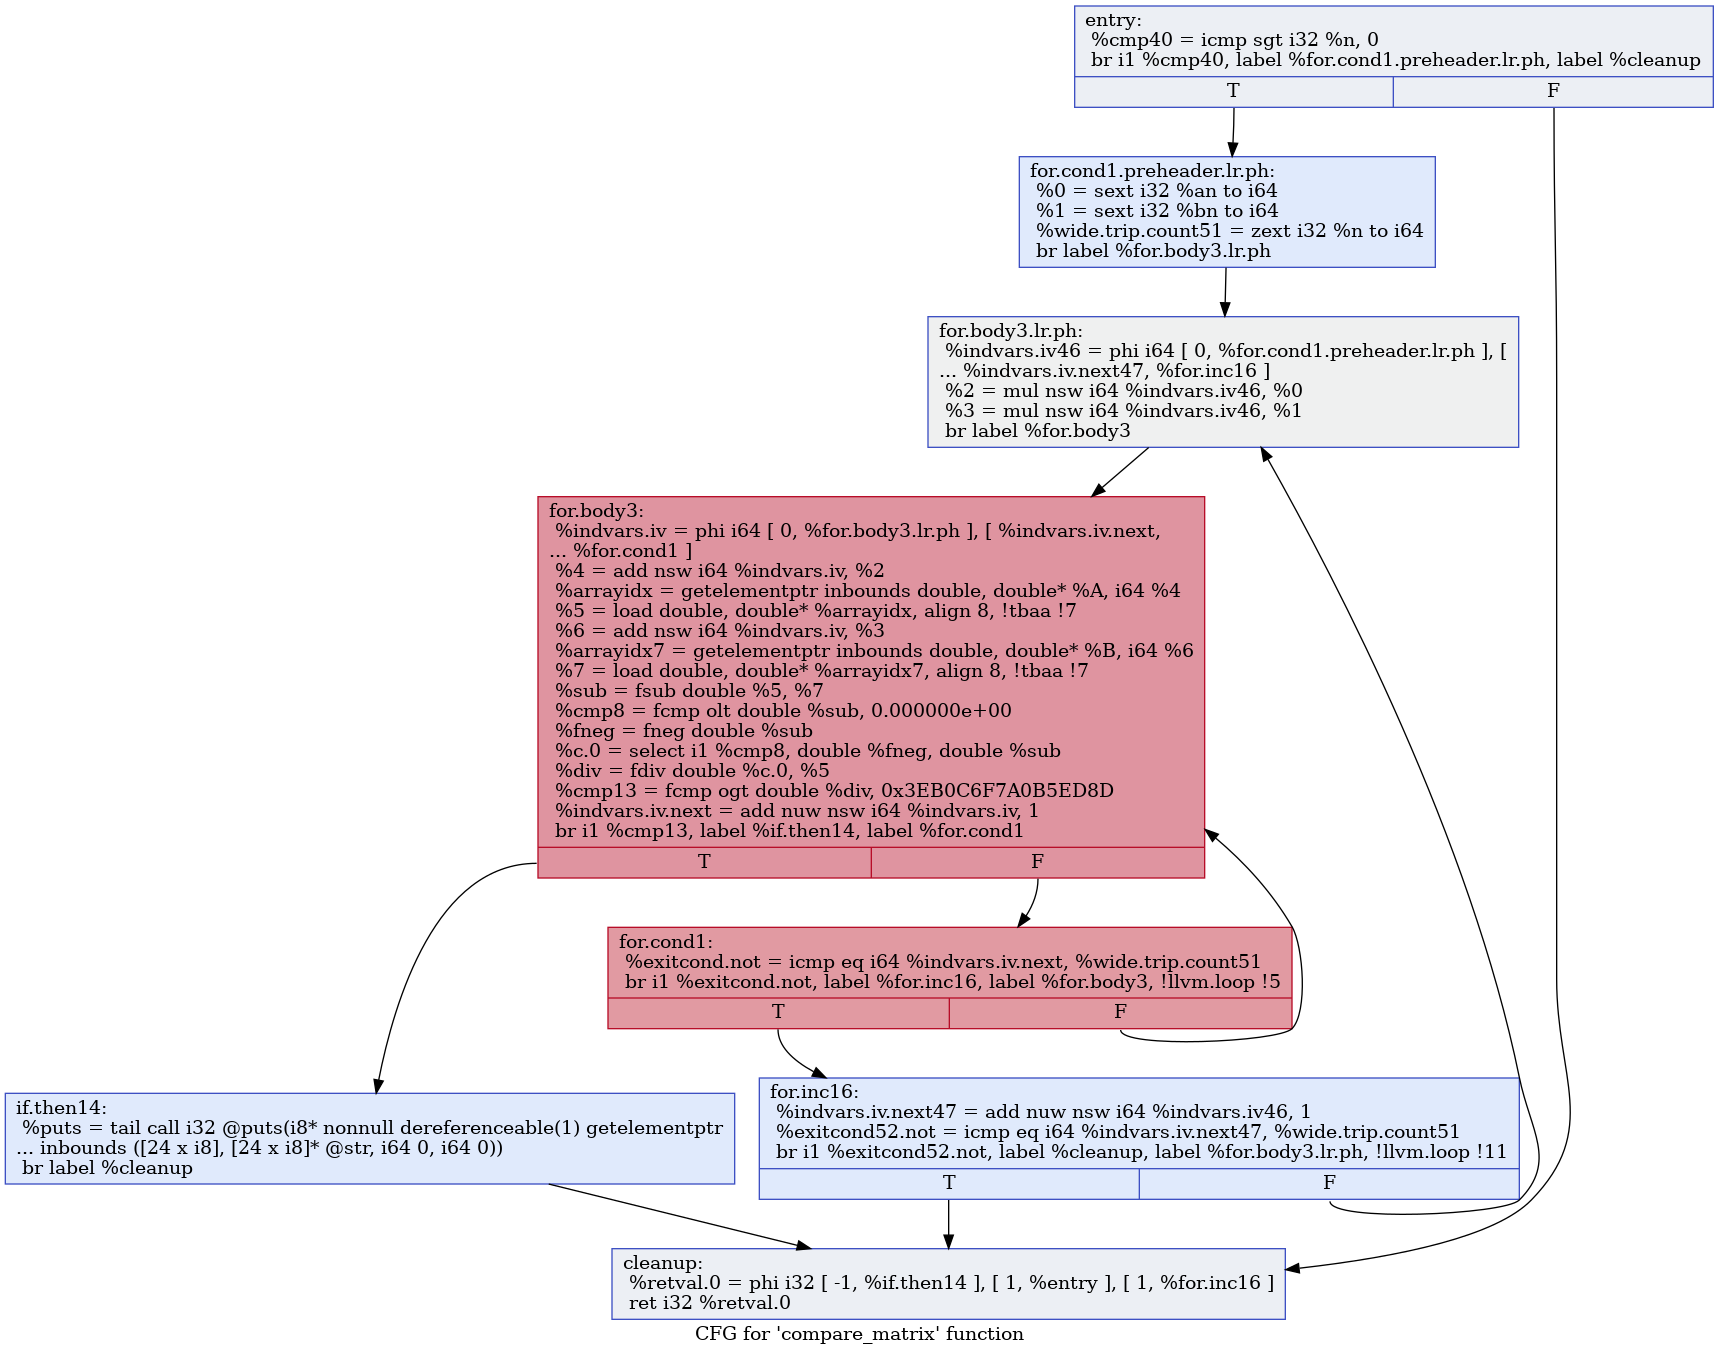 entry:
%cmp40 = icmp sgt i32 %n, 0
br i1 %cmp40, label %for.cond1.preheader.lr.ph, label %cleanup
T
F
for.cond1.preheader.lr.ph:
%0 = sext i32 %an to i64
%1 = sext i32 %bn to i64
%wide.trip.count51 = zext i32 %n to i64
br label %for.body3.lr.ph
for.body3.lr.ph:
%indvars.iv46 = phi i64 [ 0, %for.cond1.preheader.lr.ph ], [
... %indvars.iv.next47, %for.inc16 ]
%2 = mul nsw i64 %indvars.iv46, %0
%3 = mul nsw i64 %indvars.iv46, %1
br label %for.body3
for.body3:
%indvars.iv = phi i64 [ 0, %for.body3.lr.ph ], [ %indvars.iv.next,
... %for.cond1 ]
%4 = add nsw i64 %indvars.iv, %2
%arrayidx = getelementptr inbounds double, double* %A, i64 %4
%5 = load double, double* %arrayidx, align 8, !tbaa !7
%6 = add nsw i64 %indvars.iv, %3
%arrayidx7 = getelementptr inbounds double, double* %B, i64 %6
%7 = load double, double* %arrayidx7, align 8, !tbaa !7
%sub = fsub double %5, %7
%cmp8 = fcmp olt double %sub, 0.000000e+00
%fneg = fneg double %sub
%c.0 = select i1 %cmp8, double %fneg, double %sub
%div = fdiv double %c.0, %5
%cmp13 = fcmp ogt double %div, 0x3EB0C6F7A0B5ED8D
%indvars.iv.next = add nuw nsw i64 %indvars.iv, 1
br i1 %cmp13, label %if.then14, label %for.cond1
T
F
for.cond1:
%exitcond.not = icmp eq i64 %indvars.iv.next, %wide.trip.count51
br i1 %exitcond.not, label %for.inc16, label %for.body3, !llvm.loop !5
T
F
if.then14:
%puts = tail call i32 @puts(i8* nonnull dereferenceable(1) getelementptr
... inbounds ([24 x i8], [24 x i8]* @str, i64 0, i64 0))
br label %cleanup
for.inc16:
%indvars.iv.next47 = add nuw nsw i64 %indvars.iv46, 1
%exitcond52.not = icmp eq i64 %indvars.iv.next47, %wide.trip.count51
br i1 %exitcond52.not, label %cleanup, label %for.body3.lr.ph, !llvm.loop !11
T
F
cleanup:
%retval.0 = phi i32 [ -1, %if.then14 ], [ 1, %entry ], [ 1, %for.inc16 ]
ret i32 %retval.0
CFG for 'compare_matrix' function